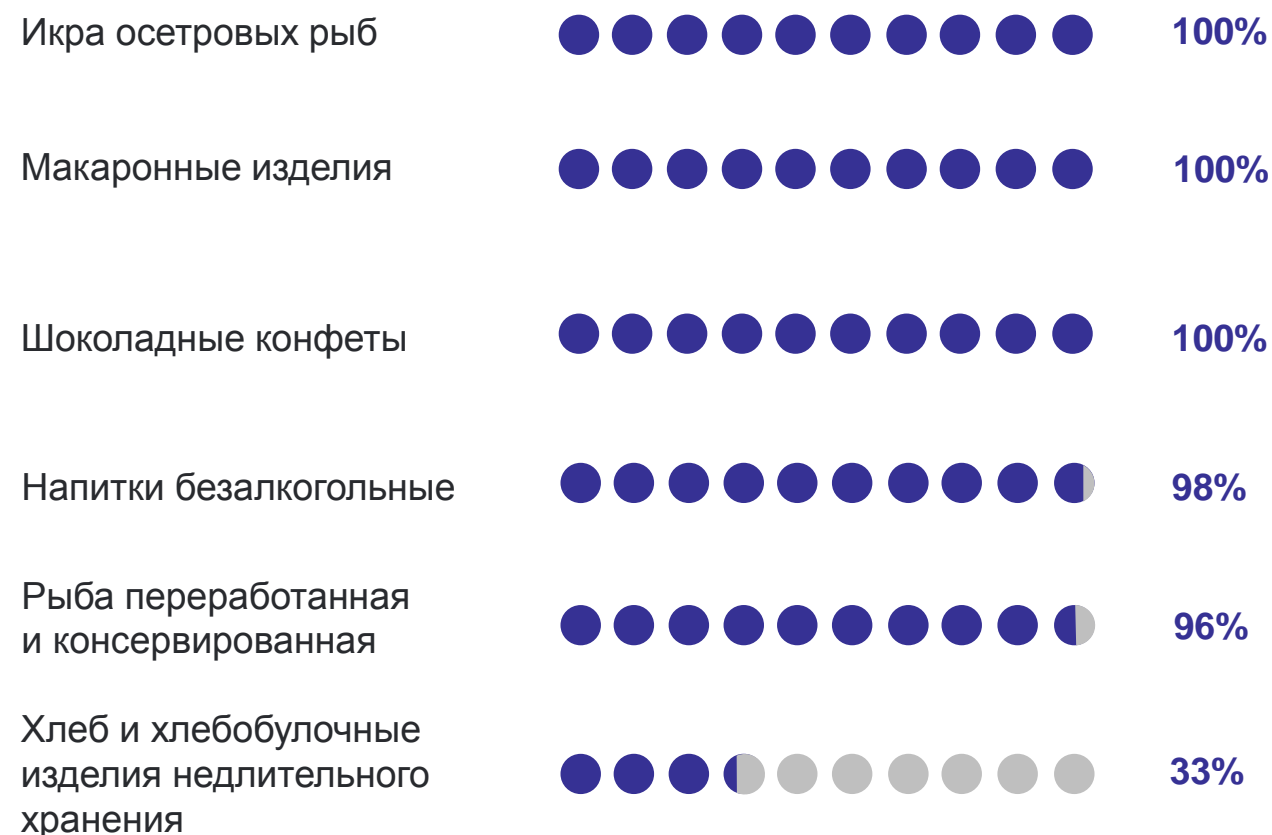 Икра осетровых рыб 100%
Макаронные изделия 100%
Шоколадные конфеты 100%
Напитки безалкогольные 98%
Рыба переработанная
и консервированная 96%
Хлеб и хлебобулочные
изделия недлительного 33%
хранения